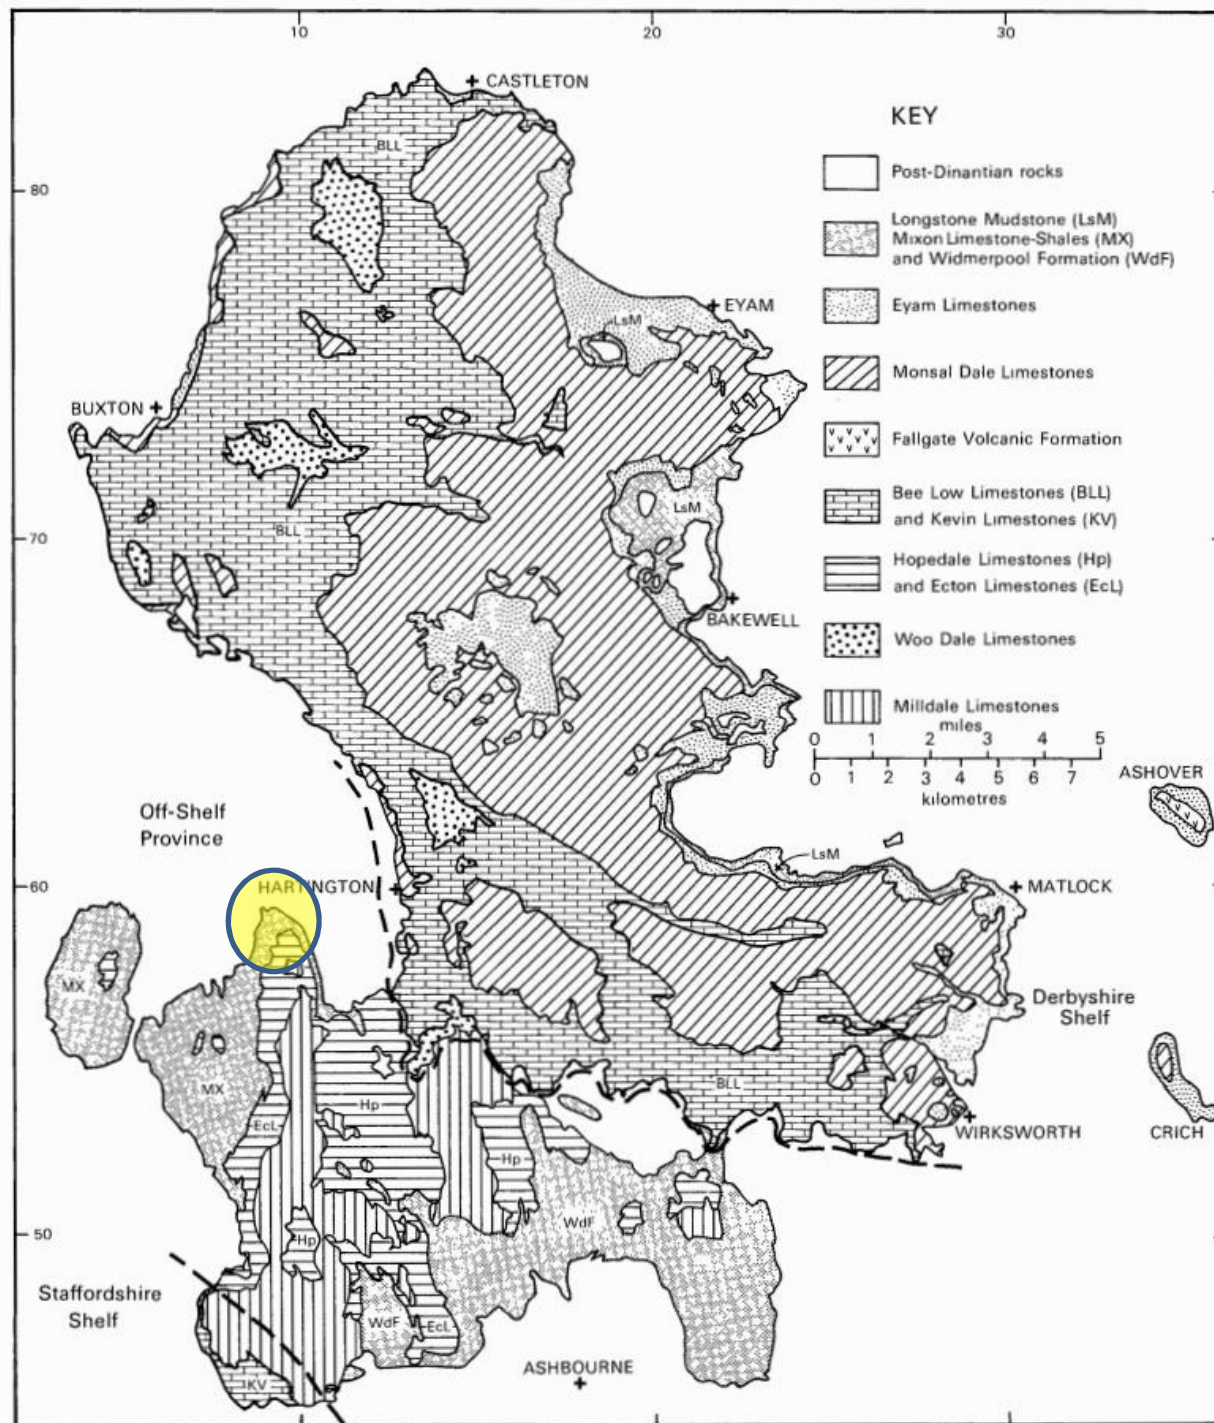 10
20
30
CASTLETON
KEY
BLL
Post-Dinantian rocks
80
Longstone Mudstone (LsM)
Mixon Limestone-Shales (MX)
and Widmerpool Formation (WdF)
EYAM
Eyam Limestones
LsM
Monsal Dale Limestones
BUXTON
Fallgate Volcanic Formation
Bee Low Limestones (BLL)
and Kevin Limestones (KV)
LsM
BLL
70
Hopedale Limestones (Hp)
and Ecton Limestones (EcL)
BAKEWELL
Woo Dale Limestones
Milldale Limestones
miles
0 1 2 3 4 5
0 1 2 3 4 5 6 7
kilometres
ASHOVER
Off-Shelf
Province
LsM
60
HARTINGTON
MATLOCK
MX
Derbyshire
Shelf
MX
BLL
Hp
EcL
WIRKSWORTH
CRICH
Hp
WdF
50
Hp
Staffordshire
Shelf
WdF
EcL
ASHBOURNE
KV